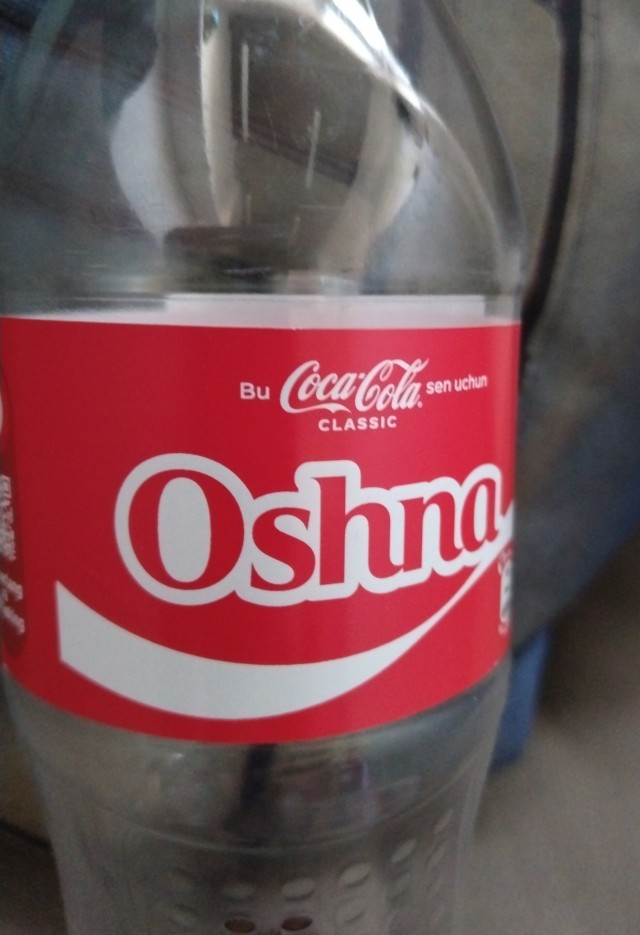 Bu Coca-Cola sen uchun
CLASSIC
Oshna